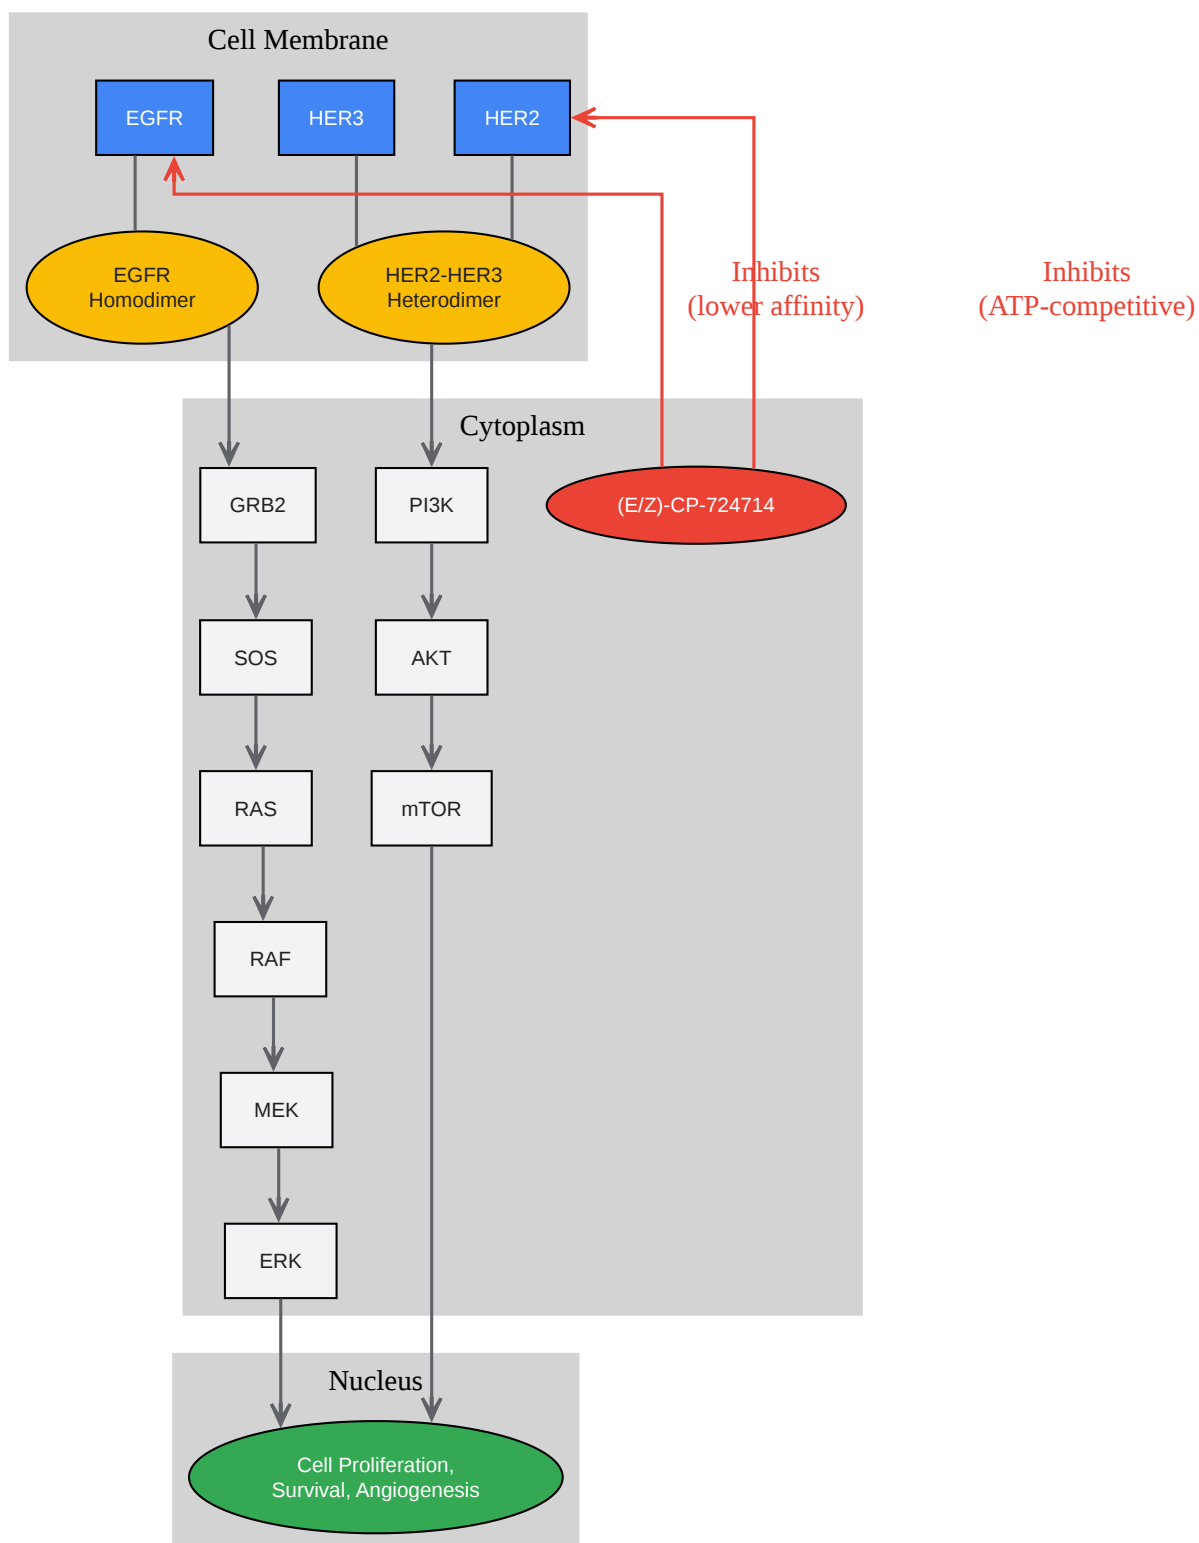 Cell Membrane
EGFR
HER3
HER2
EGFR
Homodimer
HER2-HER3
Heterodimer
Inhibits
(lower affinity)
Inhibits
(ATP-competitive)
Cytoplasm
GRB2
PI3K
(E/Z)-CP-724714
SOS
AKT
RAS
mTOR
RAF
MEK
ERK
Nucleus
Cell Proliferation,
Survival, Angiogenesis